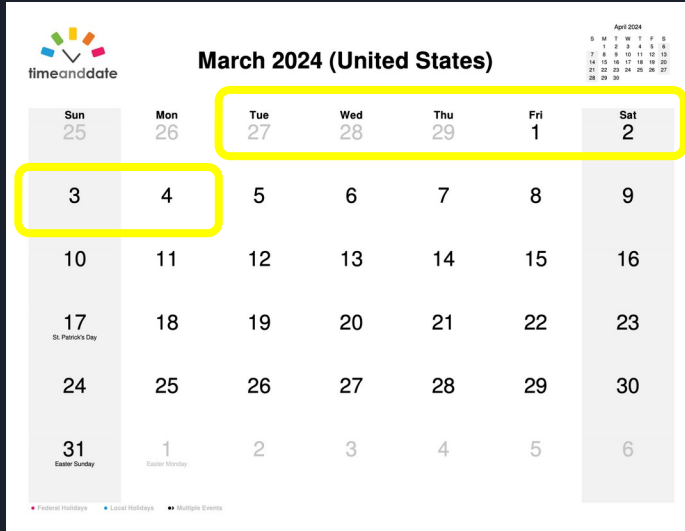 timeanddate
March 2024 (United States)
April 2024
S M T W T F S
1 2 3 4 5 6
7 8 9 10 11 12 13
14 15 16 17 18 19 20
21 22 23 24 25 26 27
28 29 30
Sun Mon Tue Wed Thu Fri Sat
25 26 27 28 29 1 2
3 4 5 6 7 8 9
10 11 12 13 14 15 16
17 18 19 20 21 22 23
St. Patrick's Day
24 25 26 27 28 29 30
31 1 2 3 4 5 6
Easter Sunday Easter Monday
Federal Holidays Local Holidays Multiple Events